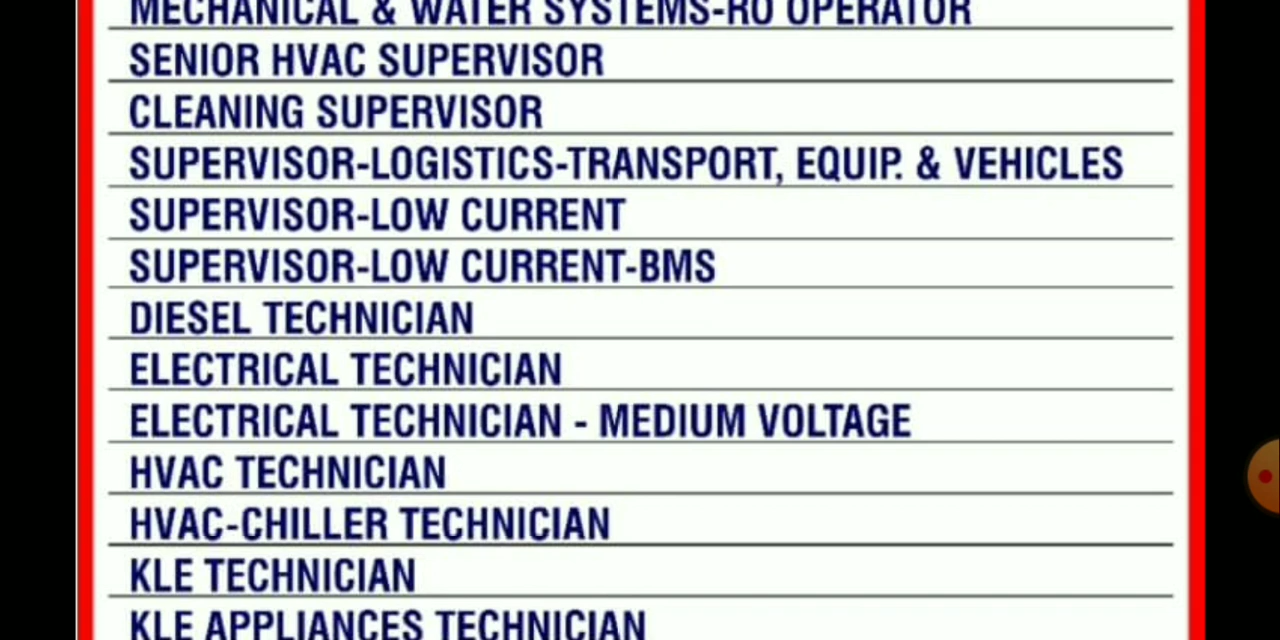 MECHANICAL & WATER SYSTEMS-RO OPERATOR
SENIOR HVAC SUPERVISOR
CLEANING SUPERVISOR
SUPERVISOR-LOGISTICS-TRANSPORT, EQUIP. & VEHICLES
SUPERVISOR-LOW CURRENT
SUPERVISOR-LOW CURRENT-BMS
DIESEL TECHNICIAN
ELECTRICAL TECHNICIAN
ELECTRICAL TECHNICIAN - MEDIUM VOLTAGE
HVAC TECHNICIAN
HVAC-CHILLER TECHNICIAN
KLE TECHNICIAN
KLE APPLIANCES TECHNICIAN